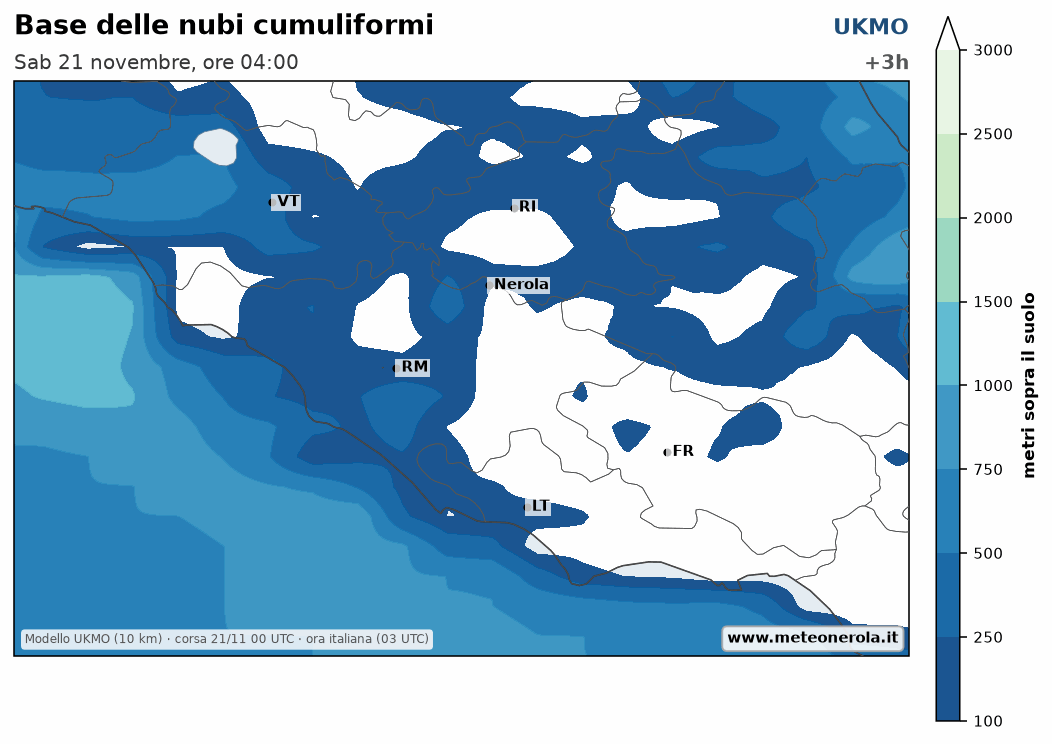 Base delle nubi cumuliformi
UKMO
Sab 21 novembre, ore 04:00
+3h
3000
2500
2000
1500
1000
750
500
250
100
metri sopra il suolo
VT
RI
Nerola
RM
FR
LT
Modello UKMO (10 km) · corsa 21/11 00 UTC · ora italiana (03 UTC)
www.meteonerola.it